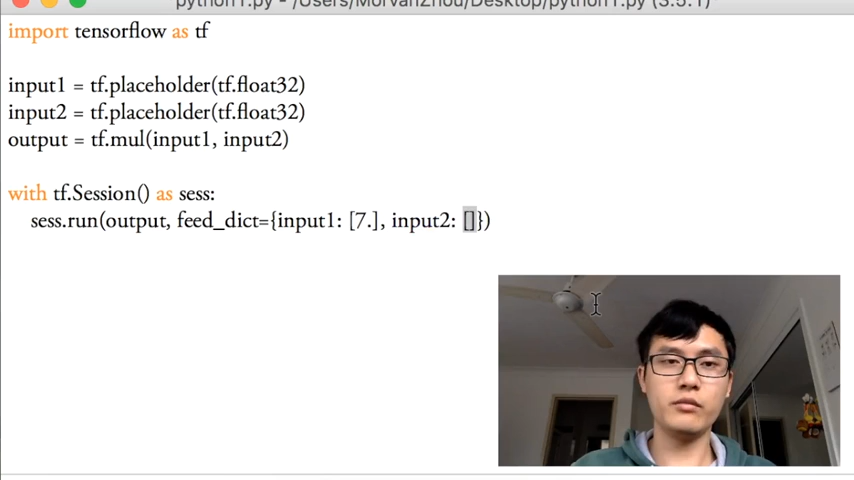 python1.py - /Users/MorvanZhou/Desktop/python1.py (3.5.1)*
import tensorflow as tf
input1 = tf.placeholder(tf.float32)
input2 = tf.placeholder(tf.float32)
output = tf.mul(input1, input2)
with tf.Session() as sess:
sess.run(output, feed_dict={input1: [7.], input2: []})